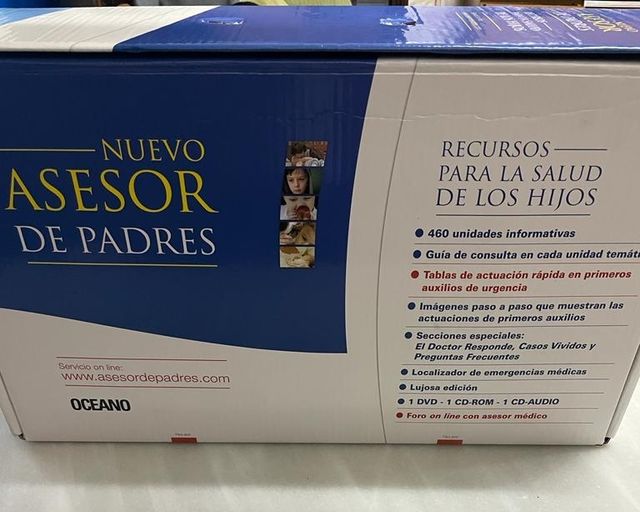 NUEVO
ASESOR
DE PADRES
Servicio on line:
www.asesordepadres.com
OCEANO
RECURSOS
PARA LA SALUD
DE LOS HIJOS
460 unidades informativas
Guía de consulta en cada unidad temáti
Tablas de actuación rápida en primeros
auxilios de urgencia
Imágenes paso a paso que muestran las
actuaciones de primeros auxilios
Secciones especiales:
El Doctor Responde, Casos Vividos y
Preguntas Frecuentes
Localizador de emergencias médicas
Lujosa edición
1 DVD - 1 CD-ROM - 1 CD-AUDIO
Foro on line con asesor médico